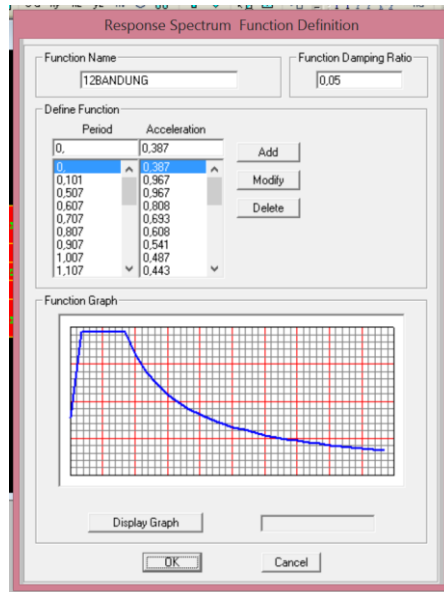 Response Spectrum Function Definition
Function Name
Function Damping Ratio
12BANDUNG
0,05
Define Function
Period Acceleration
0, 0,387
Add
0, 0,387
0,101 0,967
Modify
0,507 0,967
0,607 0,808
Delete
0,707 0,693
0,807 0,608
0,907 0,541
1,007 0,487
1,107 0,443
Function Graph
Display Graph
OK
Cancel